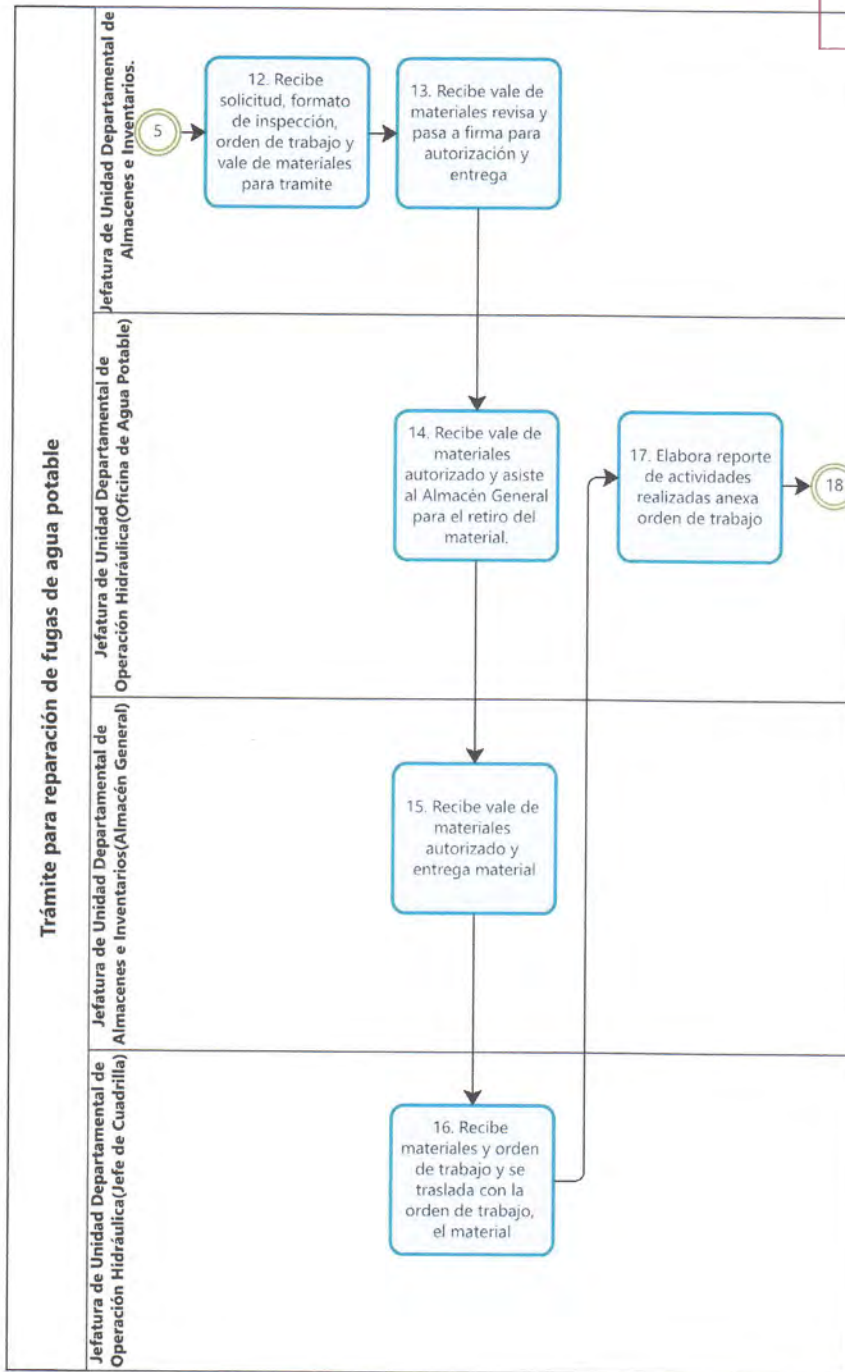 Trámite para reparación de fugas de agua potable
Jefatura de Unidad Departamental de
Almacenes e Inventarios.
5
12. Recibe
solicitud, formato
de inspección,
orden de trabajo y
vale de materiales
para tramite
13. Recibe vale de
materiales revisa y
pasa a firma para
autorización y
entrega
Jefatura de Unidad Departamental de
Operación Hidráulica(Oficina de Agua Potable)
14. Recibe vale de
materiales
autorizado y asiste
al Almacén General
para el retiro del
material.
17. Elabora reporte
de actividades
realizadas anexa
orden de trabajo
18
Jefatura de Unidad Departamental de
Almacenes e Inventarios(Almacén General)
15. Recibe vale de
materiales
autorizado y
entrega material
Jefatura de Unidad Departamental de
Operación Hidráulica(Jefe de Cuadrilla)
16. Recibe
materiales y orden
de trabajo y se
traslada con la
orden de trabajo,
el material